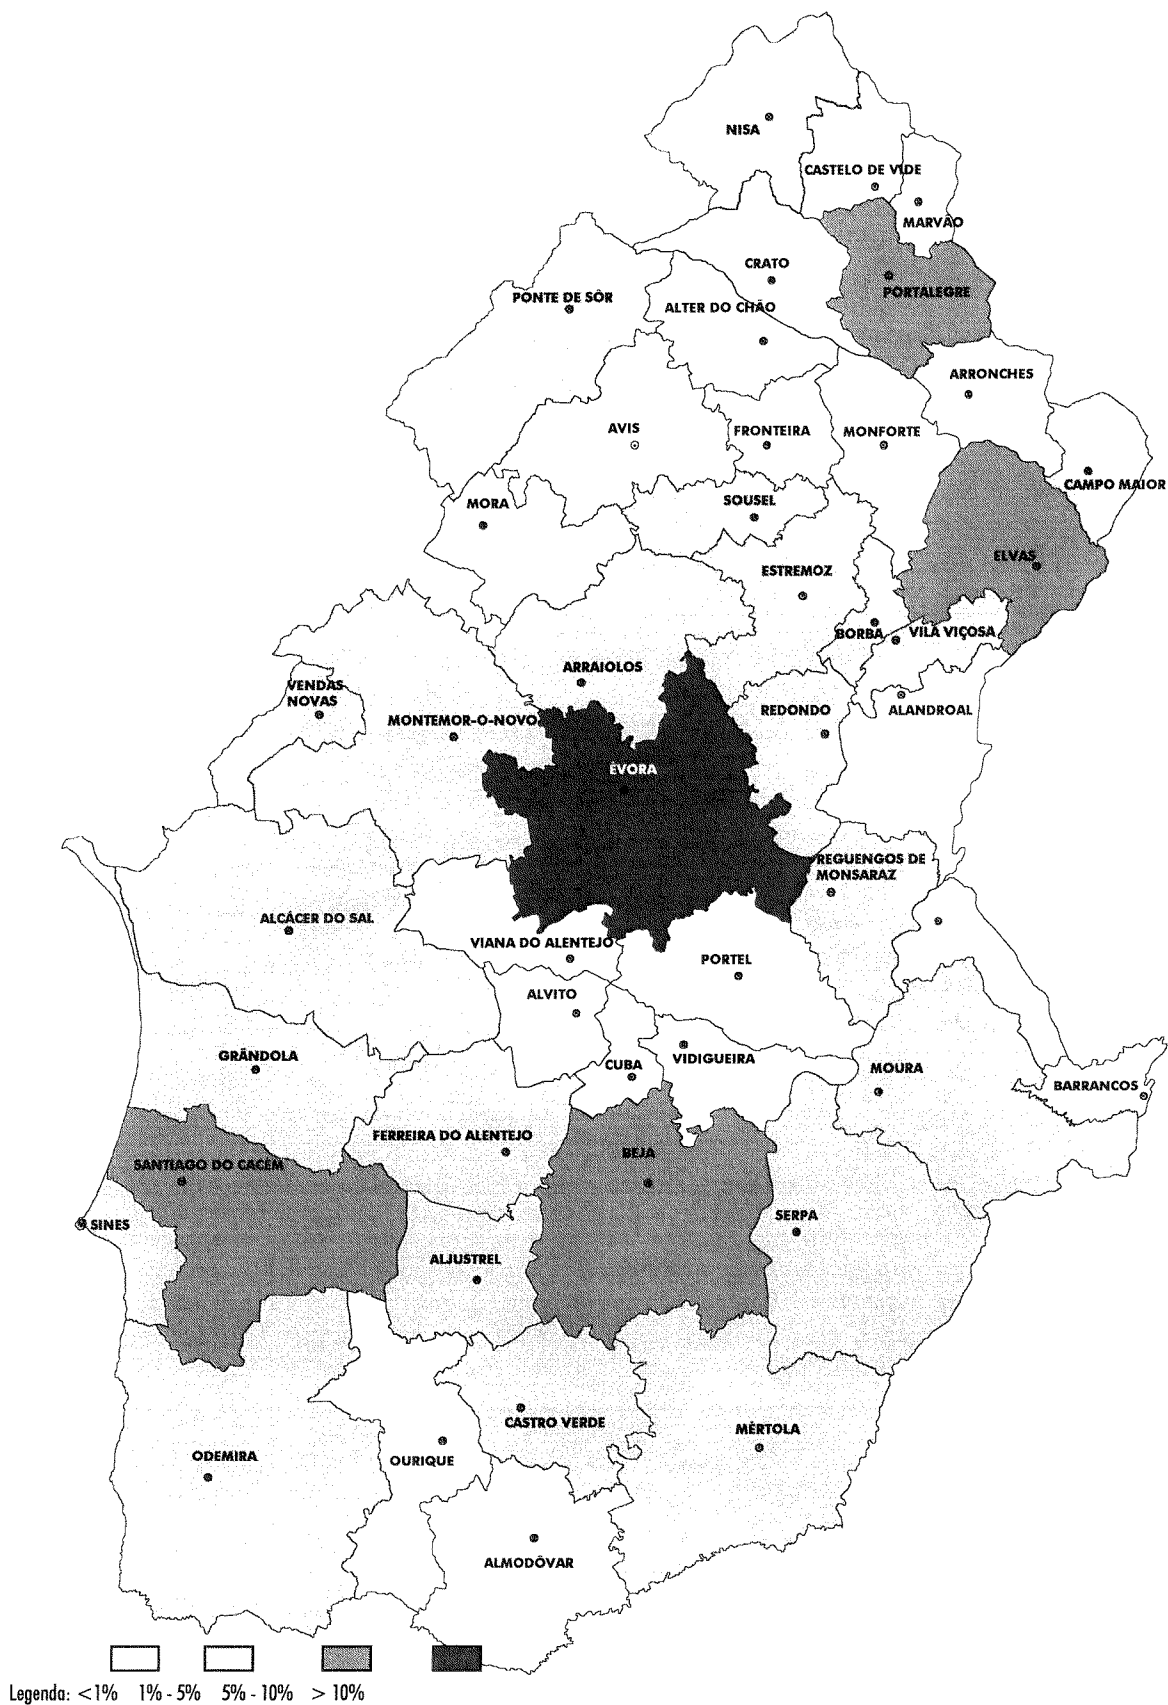 NISA
CASTELO DE VIDE
MARVÃO
CRATO
PORTALEGRE
PONTE DE SÔR
ALTER DO CHÃO
ARRONCHES
AVIS
FRONTEIRA
MONFORTE
CAMPO MAIOR
MORA
SOUSEL
ELVAS
ESTREMOZ
BORBA
VILA VIÇOSA
ARRAIOLOS
VENDAS
NOVAS
MONTEMOR-O-NOVO
REDONDO
ALANDROAL
ÉVORA
REGUENGOS DE
MONSARAZ
ALCÁCER DO SAL
VIANA DO ALENTEJO
PORTEL
ALVITO
GRÂNDOLA
CUBA
VIDIGUEIRA
MOURA
BARRANCOS
FERREIRA DO ALENTEJO
BEJA
SANTIAGO DO CACÉM
SINES
SERPA
ALJUSTREL
CASTRO VERDE
MÉRTOLA
ODEMIRA
OURIQUE
ALMODÔVAR
Legenda: <1% 1% - 5% 5% - 10% > 10%